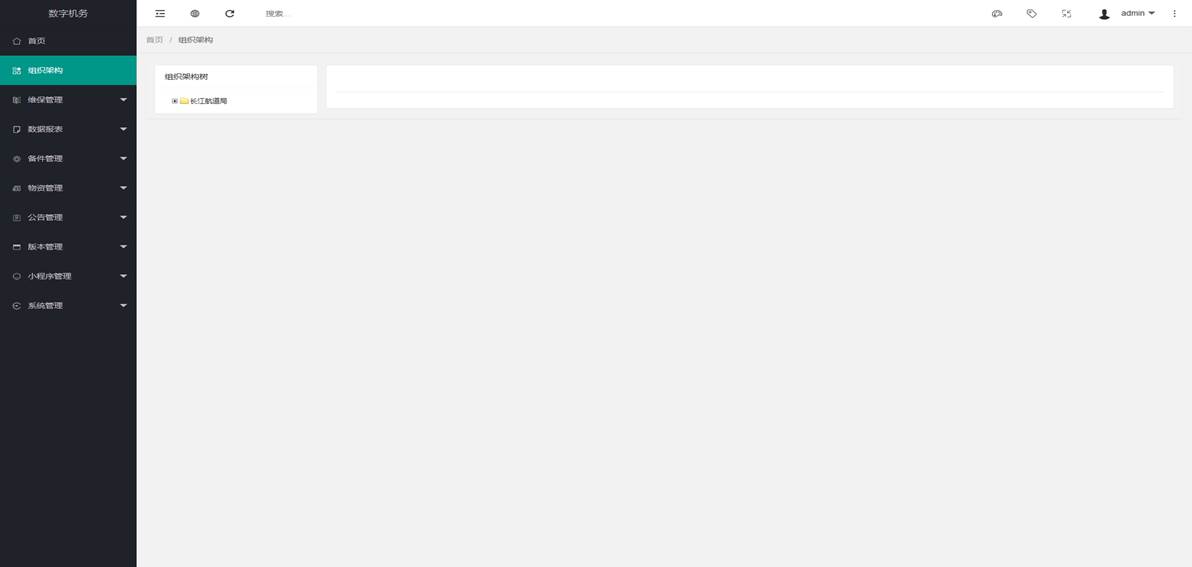 数字机务
搜索...
admin
首页
组织架构
维保管理
数据报表
备件管理
物资管理
公告管理
版本管理
小程序管理
系统管理
首页 / 组织架构
组织架构树
长江航道局